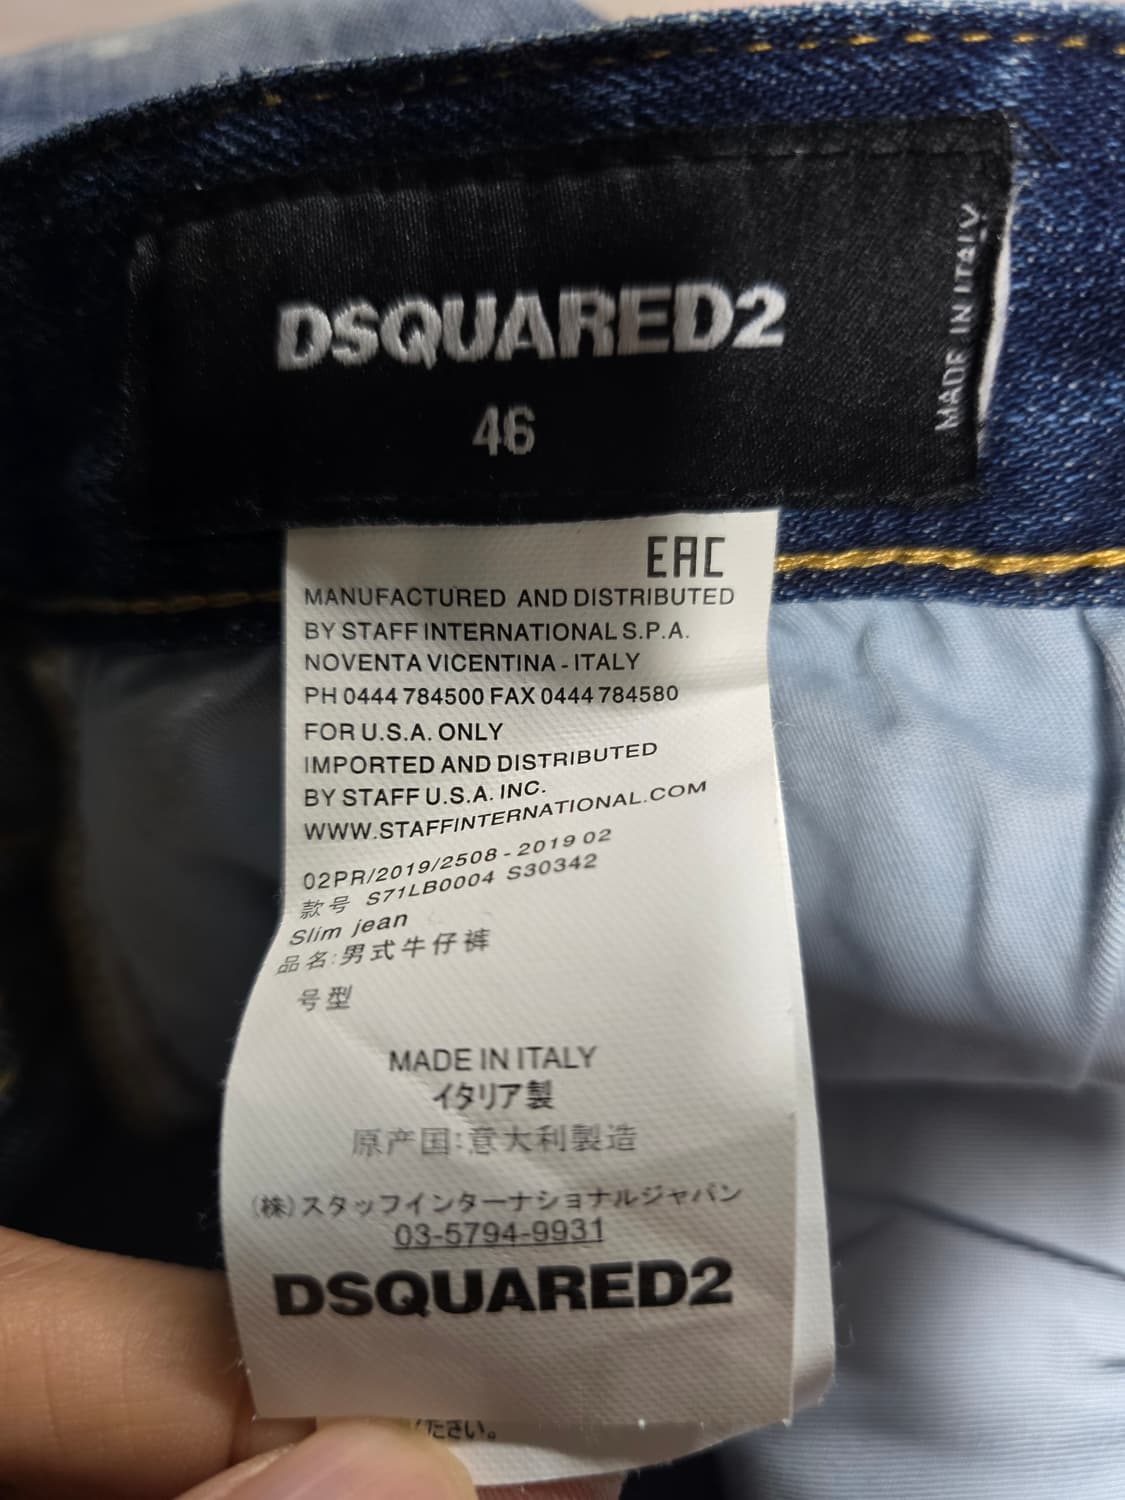 DSQUARED2
46
MADE IN ITALY
EAC
MANUFACTURED AND DISTRIBUTED
BY STAFF INTERNATIONAL S.P.A.
NOVENTA VICENTINA - ITALY
PH 0444 784500 FAX 0444 784580
FOR U.S.A. ONLY
IMPORTED AND DISTRIBUTED
BY STAFF U.S.A. INC.
WWW.STAFFINTERNATIONAL.COM
02PR/2019/2508 - 2019 02
款号 S71LB0004 S30342
Slim jean
品名:男式牛仔裤
号型
MADE IN ITALY
イタリア製
原产国:意大利製造
(株)スタッフインターナショナルジャパン
03-5794-9931
DSQUARED2
ださい。